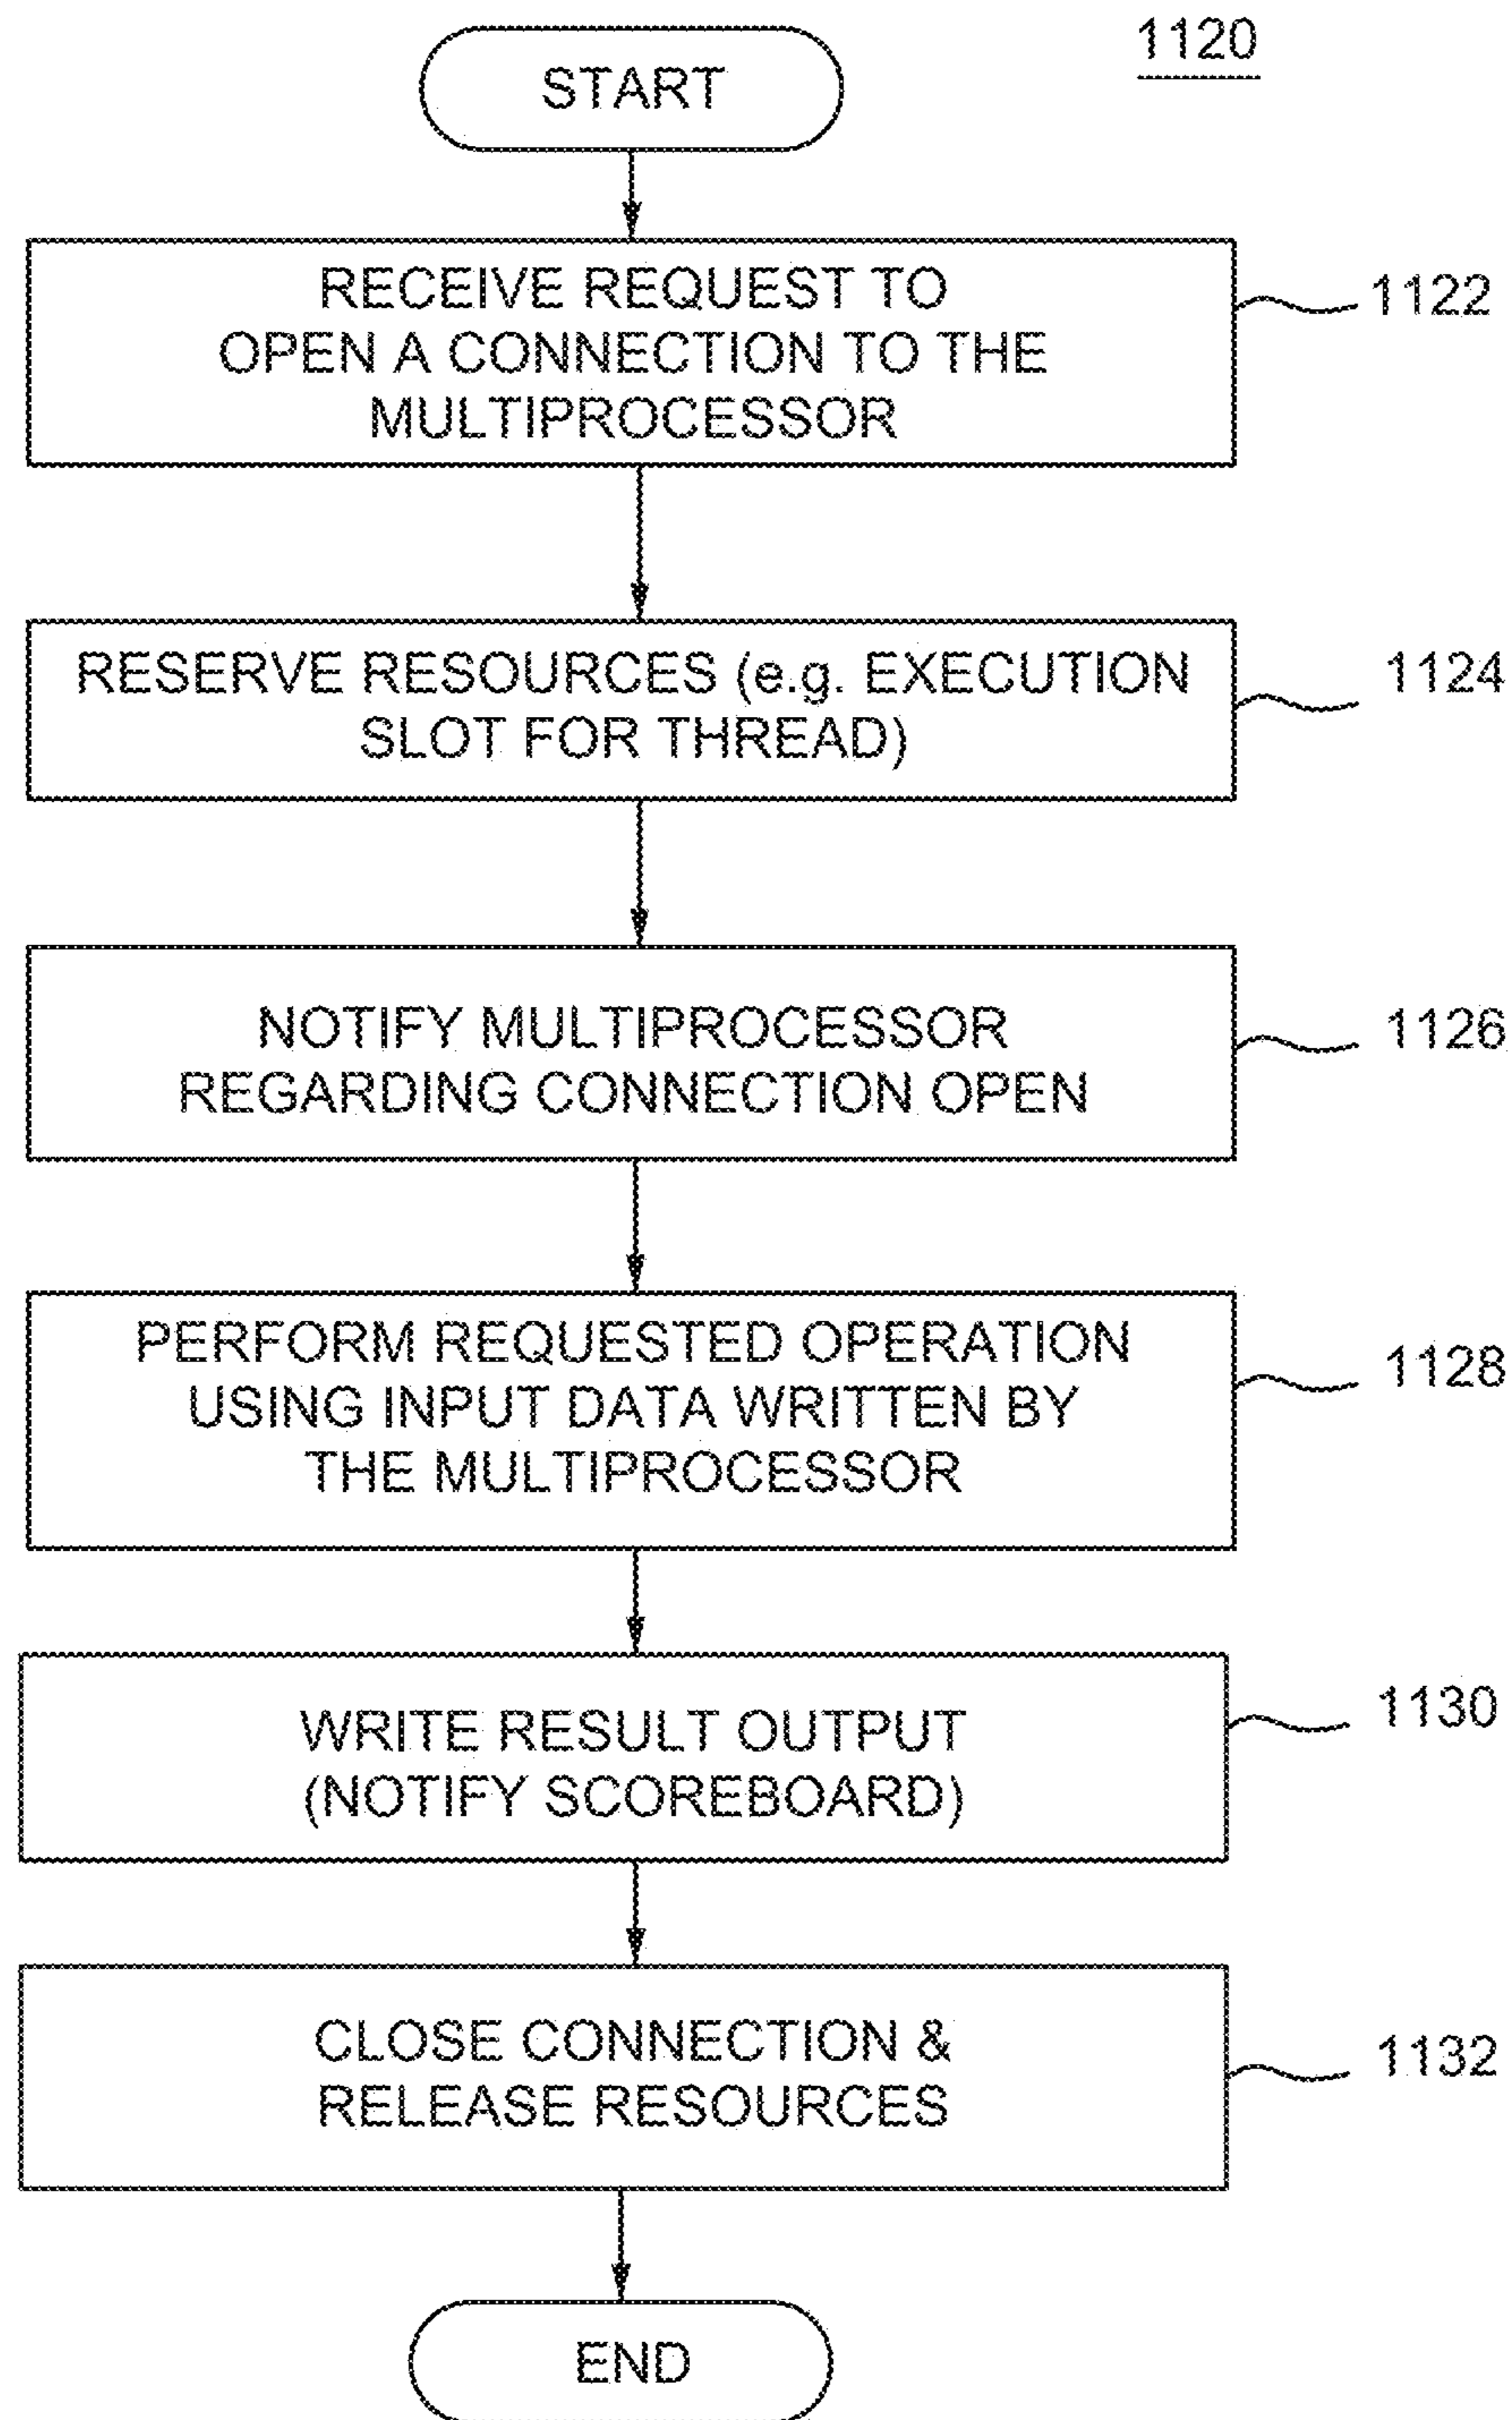 1120
START
RECEIVE REQUEST TO
OPEN A CONNECTION TO THE
MULTIPROCESSOR
1122
RESERVE RESOURCES (e.g. EXECUTION
SLOT FOR THREAD)
1124
NOTIFY MULTIPROCESSOR
REGARDING CONNECTION OPEN
1126
PERFORM REQUESTED OPERATION
USING INPUT DATA WRITTEN BY
THE MULTIPROCESSOR
1128
WRITE RESULT OUTPUT
(NOTIFY SCOREBOARD)
1130
CLOSE CONNECTION &
RELEASE RESOURCES
1132
END